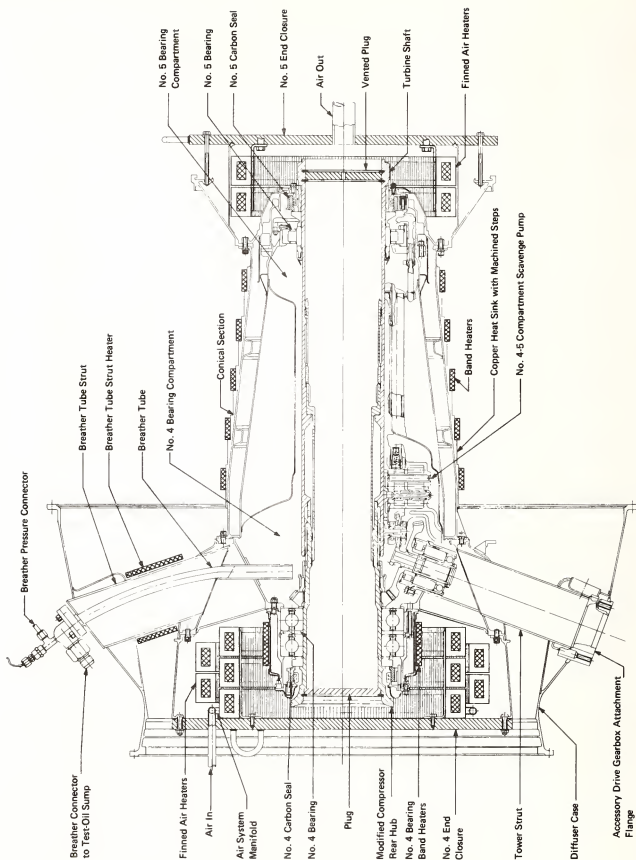 Breather Pressure Connector
Breather Tube Strut
Breather Tube Strut Heater
Breather Tube
Conical Section
No. 4 Bearing Compartment
No. 5 Bearing
Compartment
No. 5 Bearing
No. 5 Carbon Seal
No. 5 End Closure
Air Out
Vented Plug
Turbine Shaft
Finned Air Heaters
Breather Connector
to Test-Oil Sump
Finned Air Heaters
Air In
Air System
Manifold
No. 4 Carbon Seal
No. 4 Bearing
Plug
Modified Compressor
Rear Hub
No. 4 Bearing
Band Heaters
No. 4 End
Closure
Tower Strut
Diffuser Case
Accessory Drive Gearbox Attachment
Flange
Band Heaters
Copper Heat Sink with Machined Steps
No. 4-5 Compartment Scavenge Pump